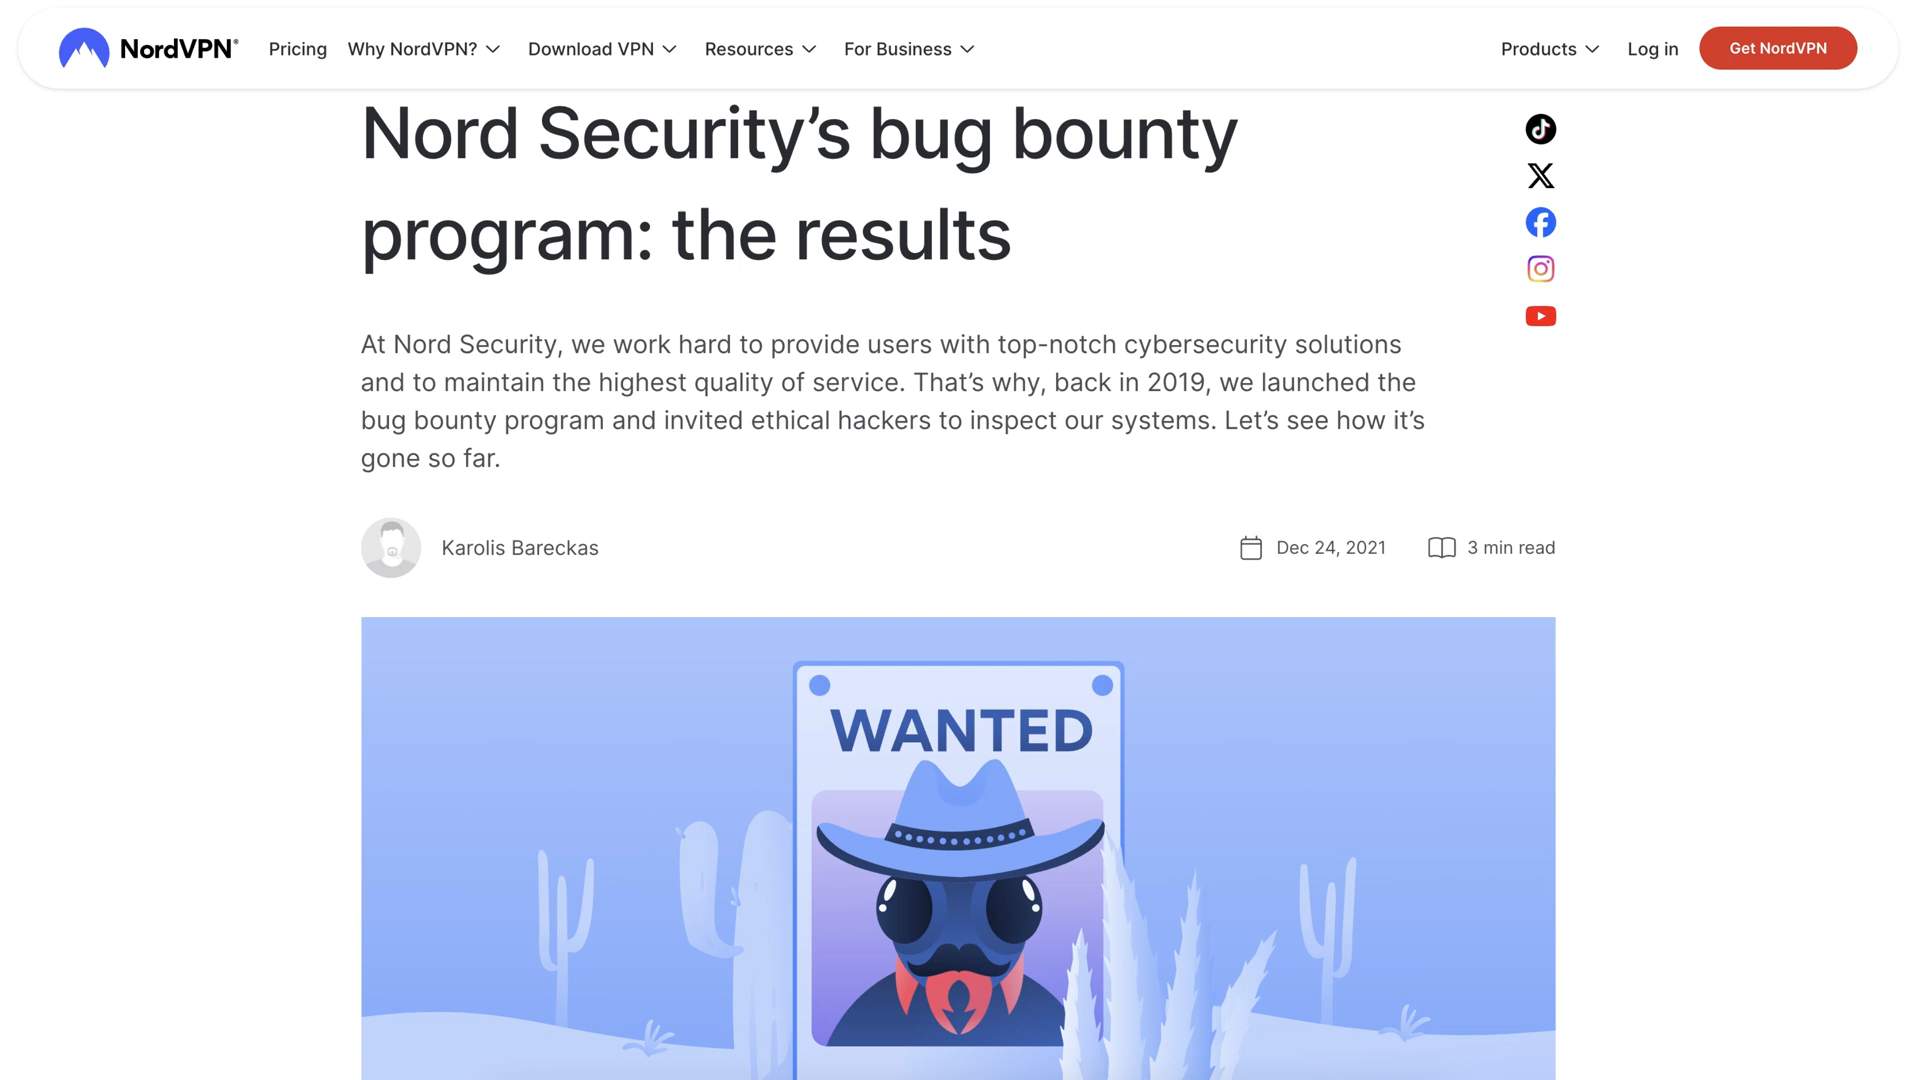 NordVPN®
Pricing
Why NordVPN?
Download VPN
Resources
For Business
Products
Log in
Get NordVPN
Nord Security’s bug bounty
program: the results
At Nord Security, we work hard to provide users with top-notch cybersecurity solutions
and to maintain the highest quality of service. That’s why, back in 2019, we launched the
bug bounty program and invited ethical hackers to inspect our systems. Let’s see how it’s
gone so far.
Karolis Bareckas
Dec 24, 2021
3 min read
WANTED